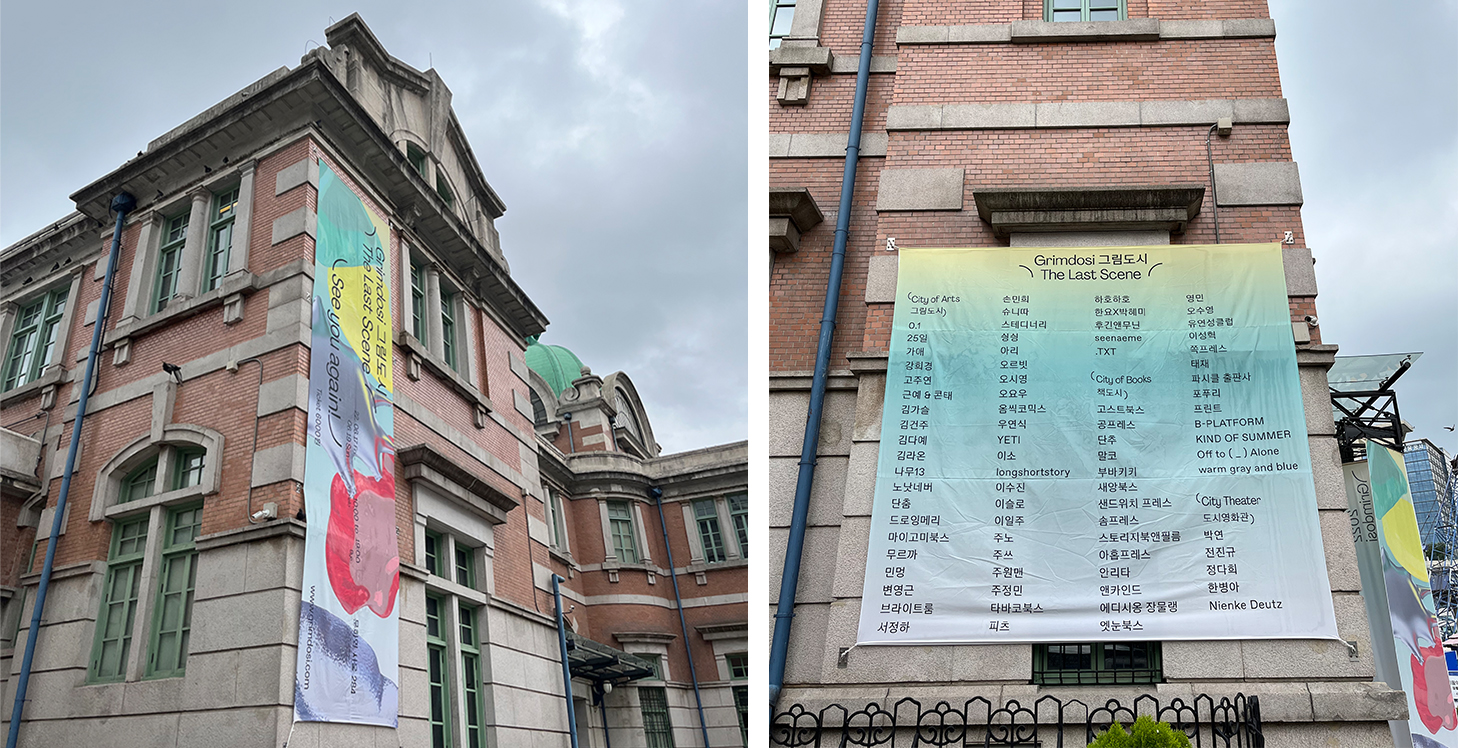 Grimdosi 그림도시
The Last Scene
See you again!
Ticket 6000원
www.grimdosi.com
Grimdosi 그림도시
The Last Scene
(City of Arts
그림도시)
0.1
25일
가애
강희경
고주연
근예 & 콘태
김가슬
김건주
김다예
김라온
나무13
노낫네버
단춤
드로잉메리
마이고미북스
무르까
민멍
변영근
브라이트룸
서정하
손민희
슈니따
스테디너리
싱싱
아리
오르빗
오시영
오요우
옴씩코믹스
우연식
YETI
이소
longshortstory
이수진
이슬로
이일주
주노
주쓰
주원맨
주정민
타바코북스
피츠
하호하호
한요X박혜미
후긴앤무닌
seenaeme
.TXT
(City of Books
책도시)
고스트북스
공프레스
단추
말코
부바키키
새앙북스
샌드위치 프레스
솜프레스
스토리지북앤필름
아홉프레스
안리타
앤카인드
에디시옹 장물랭
엣눈북스
영민
오수영
유연성클럽
이성혁
쪽프레스
태재
파시클 출판사
포푸리
프린트
B-PLATFORM
KIND OF SUMMER
Off to ( _ ) Alone
warm gray and blue
(City Theater
도시영화관)
박연
전진규
정다희
한병아
Nienke Deutz